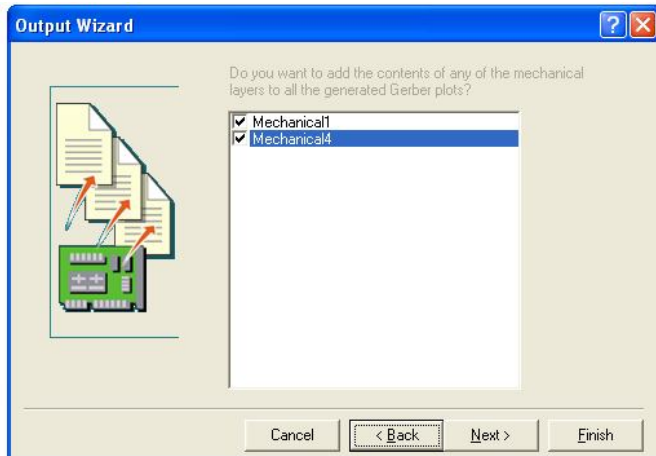 Output Wizard
Do you want to add the contents of any of the mechanical
layers to all the generated Gerber plots?
Mechanical1
Mechanical4
Cancel
< Back
Next >
Finish